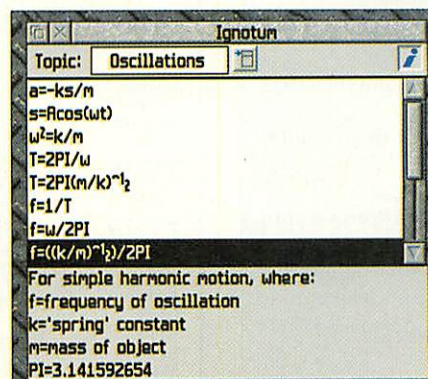 Ignotum
Topic: Oscillations
a=-ks/m
s=Acos(wt)
w²=k/m
T=2PI/w
T=2PI(m/k)^½
f=1/T
f=w/2PI
f=((k/m)^½)/2PI
For simple harmonic motion, where:
f=frequency of oscillation
k='spring' constant
m=mass of object
PI=3.141592654